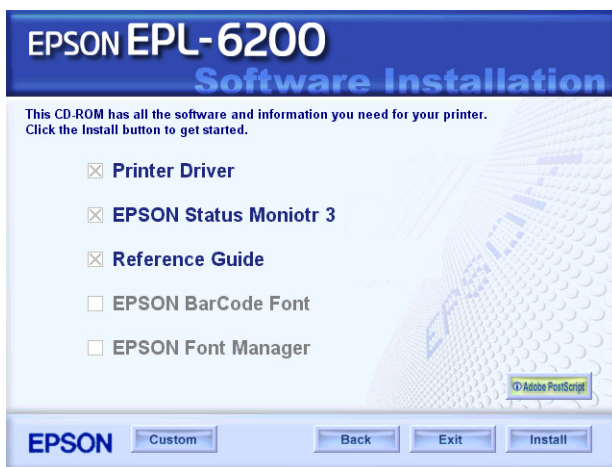 EPSON EPL-6200
Software Installation
This CD-ROM has all the software and information you need for your printer.
Click the Install button to get started.
Printer Driver
EPSON Status Moniotr 3
Reference Guide
EPSON BarCode Font
EPSON Font Manager
EPSON
Adobe PostScript
EPSON Custom Back Exit Install